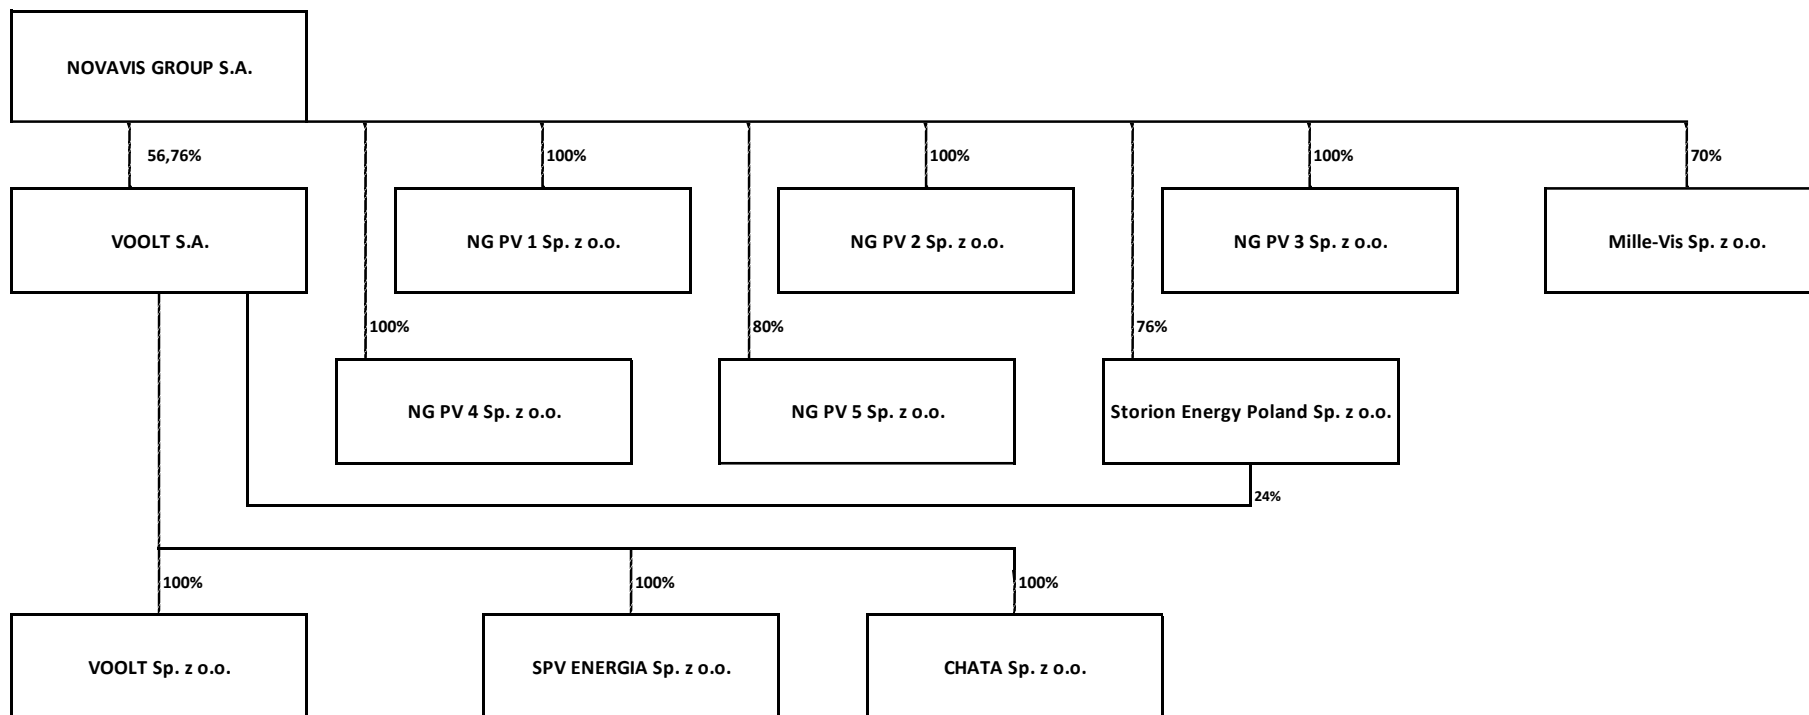 NOVAVIS GROUP S.A.
56,76%
100%
100%
100%
70%
VOOLT S.A.
NG PV 1 Sp. z o.o.
NG PV 2 Sp. z o.o.
NG PV 3 Sp. z o.o.
Mille-Vis Sp. z o.o.
100%
80%
76%
NG PV 4 Sp. z o.o.
NG PV 5 Sp. z o.o.
Storion Energy Poland Sp. z o.o.
24%
100%
100%
100%
VOOLT Sp. z o.o.
SPV ENERGIA Sp. z o.o.
CHATA Sp. z o.o.